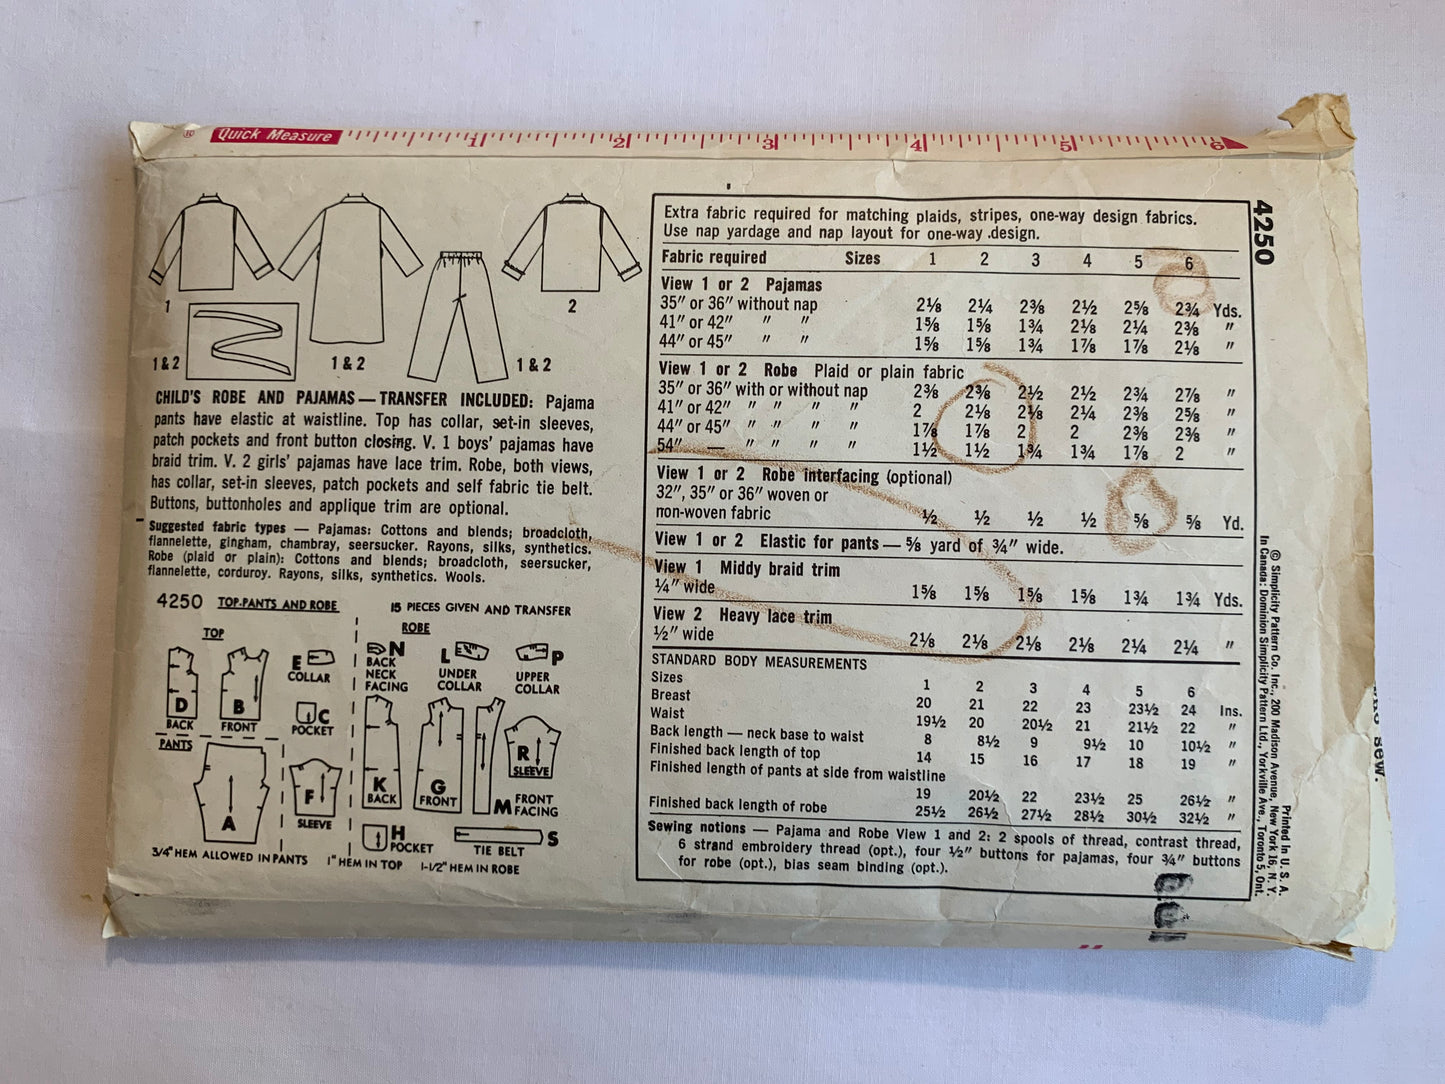 ® Quick Measure 1 2 3 4 5 6
1
2
1 & 2
1 & 2
1 & 2
CHILD'S ROBE AND PAJAMAS — TRANSFER INCLUDED: Pajama
pants have elastic at waistline. Top has collar, set-in sleeves,
patch pockets and front button closing. V. 1 boys' pajamas have
braid trim. V. 2 girls' pajamas have lace trim. Robe, both views,
has collar, set-in sleeves, patch pockets and self fabric tie belt.
Buttons, buttonholes and applique trim are optional.
Suggested fabric types — Pajamas: Cottons and blends; broadcloth,
flannelette, gingham, chambray, seersucker. Rayons, silks, synthetics.
Robe (plaid or plain): Cottons and blends; broadcloth, seersucker,
flannelette, corduroy. Rayons, silks, synthetics. Wools.
4250 TOP-PANTS AND ROBE 15 PIECES GIVEN AND TRANSFER
TOP
D
BACK
B
FRONT
E
COLLAR
C
POCKET
PANTS
A
F
SLEEVE
3/4" HEM ALLOWED IN PANTS
1" HEM IN TOP
ROBE
N
BACK
NECK
FACING
L
UNDER
COLLAR
P
UPPER
COLLAR
K
BACK
G
FRONT
M FRONT
FACING
R
SLEEVE
H
POCKET
S
TIE BELT
1-1/2" HEM IN ROBE
Extra fabric required for matching plaids, stripes, one-way design fabrics.
Use nap yardage and nap layout for one-way design.
Fabric required Sizes 1 2 3 4 5 6
View 1 or 2 Pajamas
35" or 36" without nap 2⅛ 2¼ 2⅜ 2½ 2⅝ 2¾ Yds.
41" or 42" " " 1⅝ 1⅝ 1¾ 2⅛ 2¼ 2⅜ "
44" or 45" " " 1⅝ 1⅝ 1¾ 1⅞ 1⅞ 2⅛ "
View 1 or 2 Robe Plaid or plain fabric
35" or 36" with or without nap 2⅜ 2⅜ 2½ 2½ 2¾ 2⅞ "
41" or 42" " " " " 2 2⅛ 2⅛ 2¼ 2⅜ 2⅝ "
44" or 45" " " " " 1⅞ 1⅞ 2 2 2⅜ 2⅜ "
54" — " " " " 1½ 1½ 1¾ 1¾ 1⅞ 2 "
View 1 or 2 Robe interfacing (optional)
32", 35" or 36" woven or
non-woven fabric ½ ½ ½ ½ ⅝ ⅝ Yd.
View 1 or 2 Elastic for pants — ⅝ yard of ¾" wide.
View 1 Middy braid trim
¼" wide 1⅝ 1⅝ 1⅝ 1⅝ 1¾ 1¾ Yds.
View 2 Heavy lace trim
½" wide 2⅛ 2⅛ 2⅛ 2⅛ 2¼ 2¼ "
STANDARD BODY MEASUREMENTS
Sizes 1 2 3 4 5 6
Breast 20 21 22 23 23½ 24 Ins.
Waist 19½ 20 20½ 21 21½ 22 "
Back length — neck base to waist 8 8½ 9 9½ 10 10½ "
Finished back length of top 14 15 16 17 18 19 "
Finished length of pants at side from waistline
19 20½ 22 23½ 25 26½ "
Finished back length of robe 25½ 26½ 27½ 28½ 30½ 32½ "
Sewing notions — Pajama and Robe View 1 and 2: 2 spools of thread, contrast thread,
6 strand embroidery thread (opt.), four ½" buttons for pajamas, four ¾" buttons
for robe (opt.), bias seam binding (opt.).
4250
© Simplicity Pattern Co. Inc., 200 Madison Avenue, New York 16, N. Y.
In Canada: Dominion Simplicity Pattern Ltd., Yorkville Ave., Toronto 5, Ont.
Printed in U. S. A.
who sew.